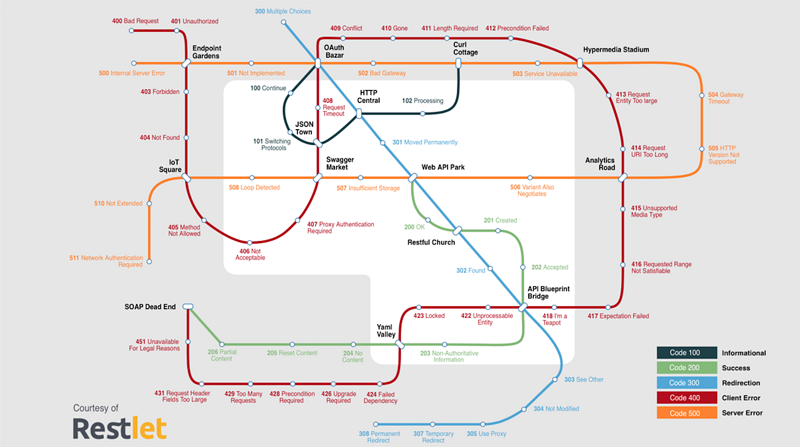 300 Multiple Choices
400 Bad Request
401 Unauthorized
409 Conflict
410 Gone
411 Length Required
412 Precondition Failed
Endpoint
Gardens
OAuth
Bazar
Curl
Cottage
Hypermedia Stadium
500 Internal Server Error
501 Not Implemented
502 Bad Gateway
503 Service Unavailable
403 Forbidden
100 Continue
408
Request
Timeout
HTTP
Central
102 Processing
413 Request
Entity Too large
504 Gateway
Timeout
JSON
Town
404 Not Found
101 Switching
Protocols
301 Moved Permanently
414 Request
URI Too Long
505 HTTP
Version Not
Supported
IoT
Square
Swagger
Market
Web API Park
Analytics
Road
508 Loop Detected
507 Insufficient Storage
506 Variant Also
Negotiates
510 Not Extended
405 Method
Not Allowed
407 Proxy Authentication
Required
200 OK
201 Created
415 Unsupported
Media Type
406 Not
Acceptable
Restful Church
511 Network Authentication
Required
302 Found
202 Accepted
416 Requested Range
Not Satisfiable
API Blueprint
Bridge
SOAP Dead End
423 Locked
422 Unprocessable
Entity
418 I'm a
Teapot
417 Expectation Failed
Yaml
Valley
451 Unavailable
For Legal Reasons
206 Partial
Content
205 Reset Content
204 No
Content
203 Non-Authoritative
Information
431 Request Header
Fields Too Large
429 Too Many
Requests
428 Precondition
Required
426 Upgrade
Required
424 Failed
Dependency
303 See Other
304 Not Modified
308 Permanent
Redirect
307 Temporary
Redirect
305 Use Proxy
Code 100 Informational
Code 200 Success
Code 300 Redirection
Code 400 Client Error
Code 500 Server Error
Courtesy of
Restlet